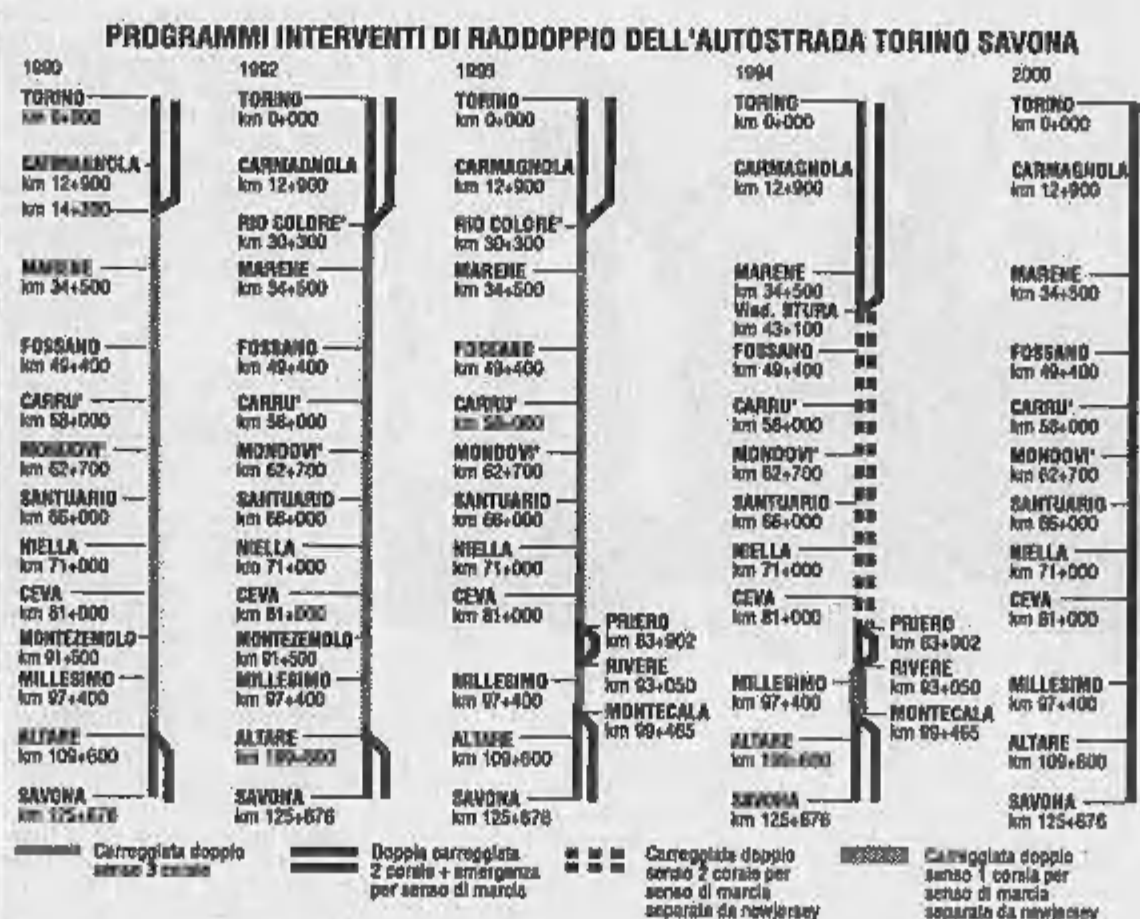 PROGRAMMI INTERVENTI DI RADDOPPIO DELL'AUTOSTRADA TORINO SAVONA
1990
TORINO
km 0+000
CARMAGNOLA
km 12+900
km 14+300
MARENE
km 34+500
FOSSANO
km 49+400
CARRU'
km 58+000
MONDOVI'
km 62+700
SANTUARIO
km 66+000
NIELLA
km 71+000
CEVA
km 81+000
MONTEZEMOLO
km 91+500
MILLESIMO
km 97+400
ALTARE
km 109+600
SAVONA
km 125+676
1992
TORINO
km 0+000
CARMAGNOLA
km 12+900
RIO COLORE'
km 30+300
MARENE
km 34+500
FOSSANO
km 49+400
CARRU'
km 58+000
MONDOVI'
km 62+700
SANTUARIO
km 66+000
NIELLA
km 71+000
CEVA
km 81+000
MONTEZEMOLO
km 91+500
MILLESIMO
km 97+400
ALTARE
km 109+600
SAVONA
km 125+676
1993
TORINO
km 0+000
CARMAGNOLA
km 12+900
RIO COLORE'
km 30+300
MARENE
km 34+500
FOSSANO
km 49+400
CARRU'
km 58+000
MONDOVI'
km 62+700
SANTUARIO
km 66+000
NIELLA
km 71+000
CEVA
km 81+000
PRIERO
km 83+902
RIVERE
km 93+050
MILLESIMO
km 97+400
MONTECALA
km 99+465
ALTARE
km 109+600
SAVONA
km 125+676
1994
TORINO
km 0+000
CARMAGNOLA
km 12+900
MARENE
km 34+500
Viad. STURA
km 43+100
FOSSANO
km 49+400
CARRU'
km 58+000
MONDOVI'
km 62+700
SANTUARIO
km 66+000
NIELLA
km 71+000
CEVA
km 81+000
PRIERO
km 83+902
RIVERE
km 93+050
MILLESIMO
km 97+400
MONTECALA
km 99+465
ALTARE
km 109+600
SAVONA
km 125+676
2000
TORINO
km 0+000
CARMAGNOLA
km 12+900
MARENE
km 34+500
FOSSANO
km 49+400
CARRU'
km 58+000
MONDOVI'
km 62+700
SANTUARIO
km 66+000
NIELLA
km 71+000
CEVA
km 81+000
MILLESIMO
km 97+400
ALTARE
km 109+600
SAVONA
km 125+676
Carreggiata doppio
senso 3 corsie
Doppia carreggiata
2 corsie + emergenza
per senso di marcia
Carreggiata doppio
senso 2 corsie per
senso di marcia
separate da newjersey
Carreggiata doppio
senso 1 corsia per
senso di marcia
separata da newjersey